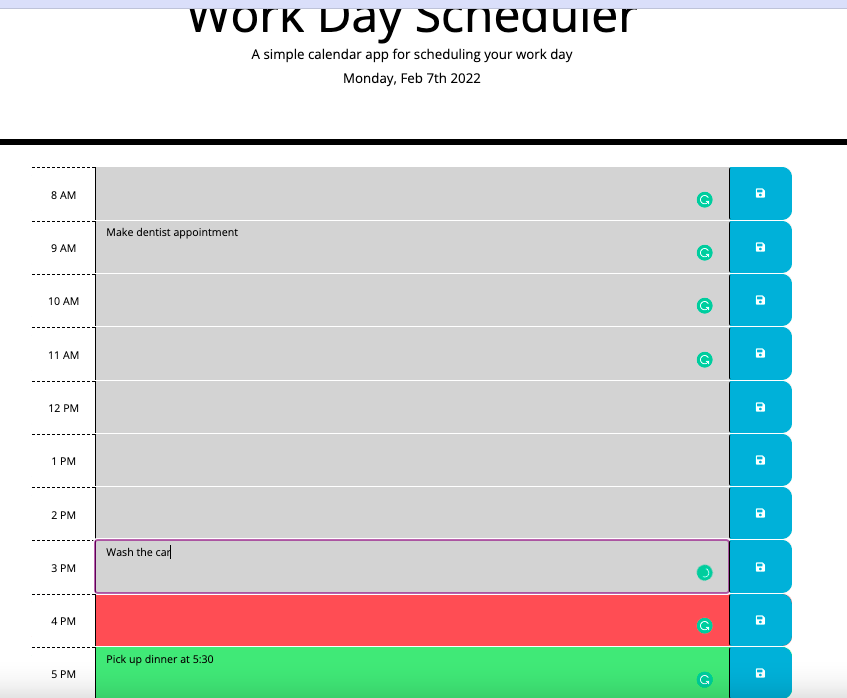 Work Day Scheduler
A simple calendar app for scheduling your work day
Monday, Feb 7th 2022
8 AM
9 AM Make dentist appointment
10 AM
11 AM
12 PM
1 PM
2 PM
3 PM Wash the car
4 PM
5 PM Pick up dinner at 5:30